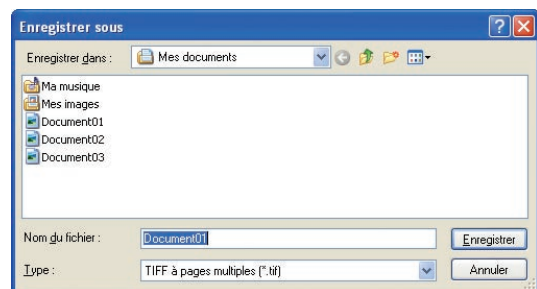 Enregistrer sous
Enregistrer dans :
Mes documents
Ma musique
Mes images
Document01
Document02
Document03
Nom du fichier :
Document01
Enregistrer
Type :
TIFF à pages multiples (*.tif)
Annuler